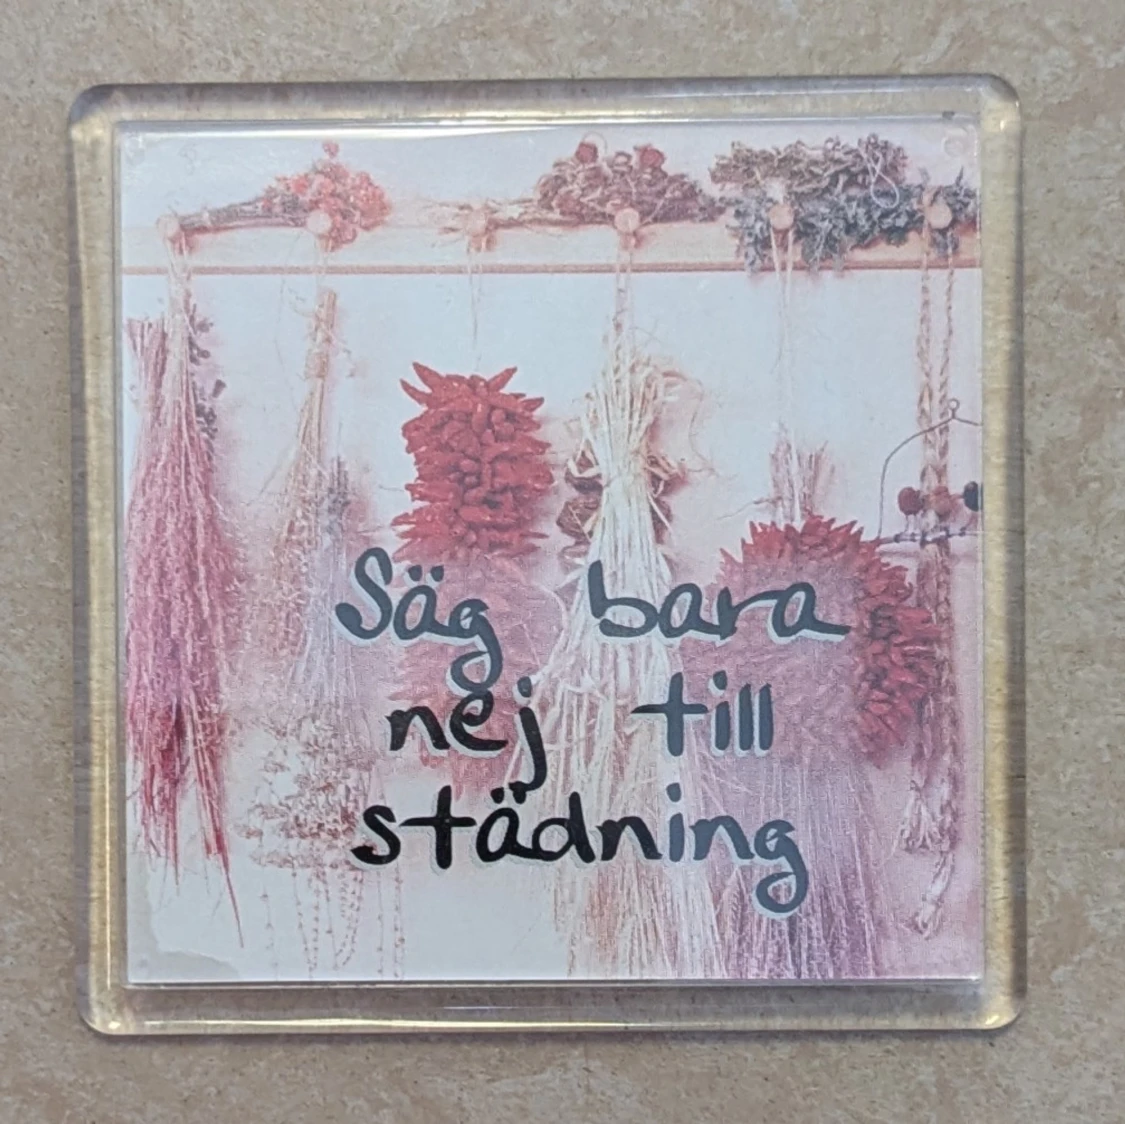 Säg bara
nej till
städning